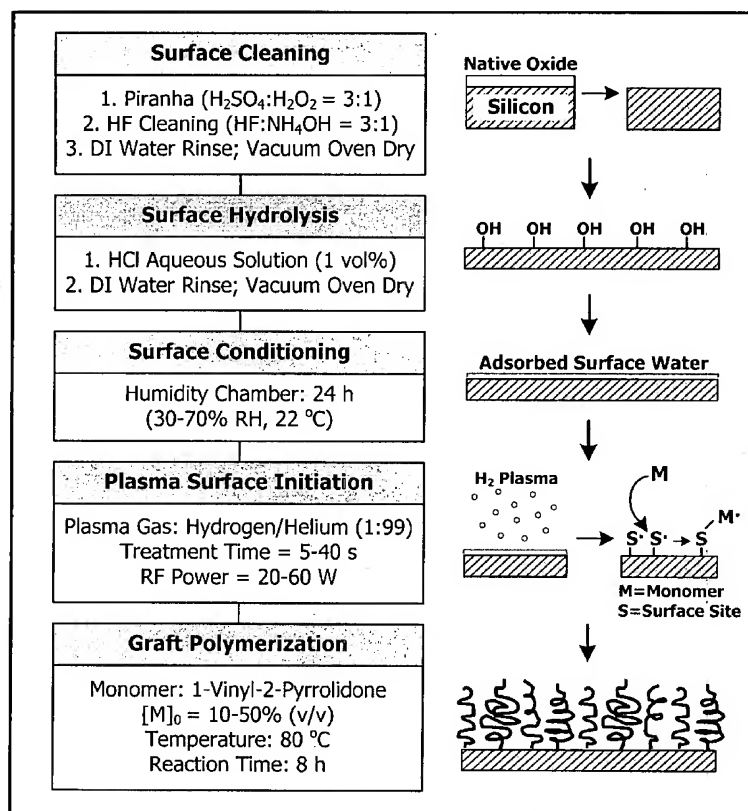 Surface Cleaning
1. Piranha (H₂SO₄:H₂O₂ = 3:1)
2. HF Cleaning (HF:NH₄OH = 3:1)
3. DI Water Rinse; Vacuum Oven Dry
Surface Hydrolysis
1. HCl Aqueous Solution (1 vol%)
2. DI Water Rinse; Vacuum Oven Dry
Surface Conditioning
Humidity Chamber: 24 h
(30-70% RH, 22 °C)
Plasma Surface Initiation
Plasma Gas: Hydrogen/Helium (1:99)
Treatment Time = 5-40 s
RF Power = 20-60 W
Graft Polymerization
Monomer: 1-Vinyl-2-Pyrrolidone
[M]₀ = 10-50% (v/v)
Temperature: 80 °C
Reaction Time: 8 h
Native Oxide
Silicon
OH OH OH OH OH
Adsorbed Surface Water
H₂ Plasma
M
M·
S· S· S
M=Monomer
S=Surface Site